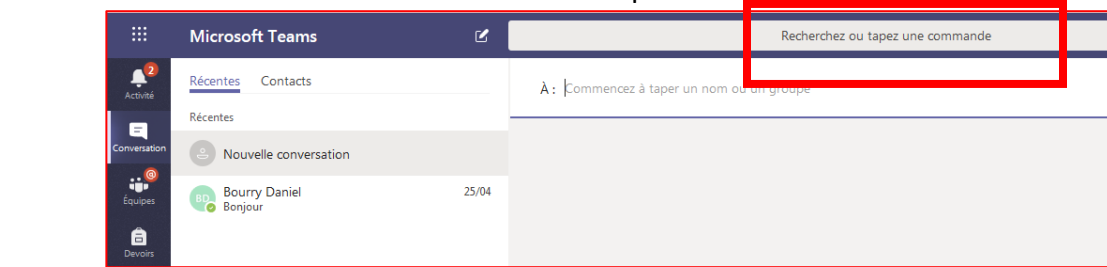 Microsoft Teams
Recherchez ou tapez une commande
2
Activité
Conversation
Équipes
Devoirs
Récentes Contacts
Récentes
Nouvelle conversation
BD
Bourry Daniel 25/04
Bonjour
À : Commencez à taper un nom ou un groupe